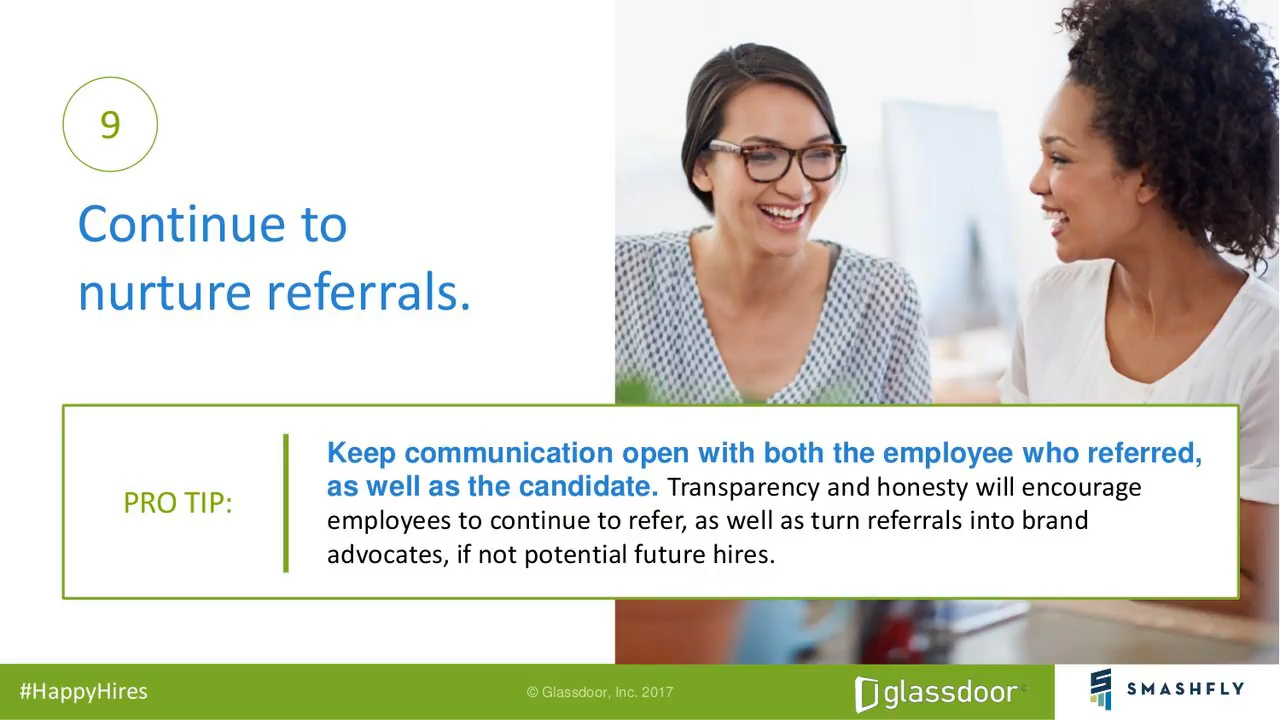 9
Continue to
nurture referrals.
PRO TIP:
Keep communication open with both the employee who referred,
as well as the candidate. Transparency and honesty will encourage
employees to continue to refer, as well as turn referrals into brand
advocates, if not potential future hires.
#HappyHires
© Glassdoor, Inc. 2017
glassdoor
SMASHFLY